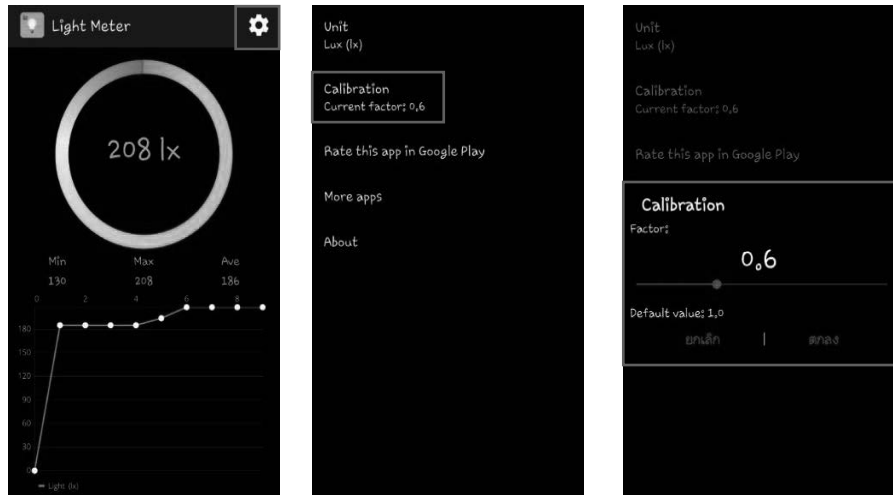 Light Meter
208 lx
Min Max Ave
130 208 186
0 2 4 6 8
180
150
120
90
60
30
0
Light (lx)
Unit
Lux (lx)
Calibration
Current factor: 0,6
Rate this app in Google Play
More apps
About
Unit
Lux (lx)
Calibration
Current factor: 0,6
Rate this app in Google Play
Calibration
Factor:
0,6
Default value: 1,0
ยกเลิก | ตกลง